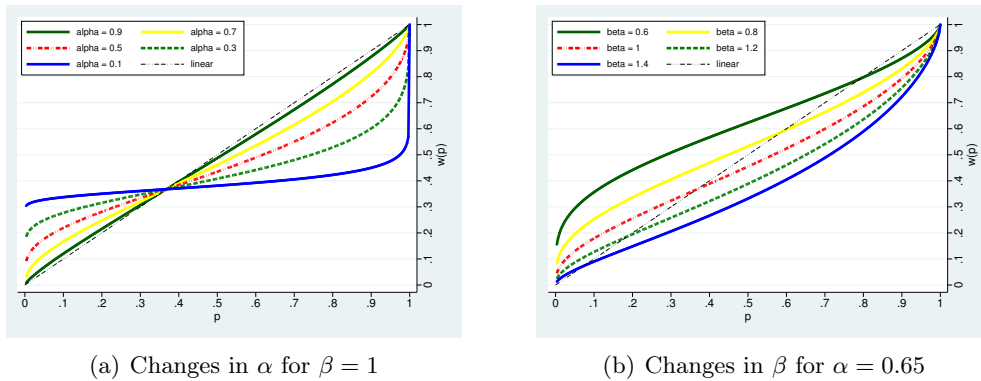 alpha = 0.9 alpha = 0.7
alpha = 0.5 alpha = 0.3
alpha = 0.1 linear
0 .1 .2 .3 .4 .5 .6 .7 .8 .9 1
w(p)
0 .1 .2 .3 .4 .5 .6 .7 .8 .9 1
p
(a) Changes in α for β = 1
beta = 0.6 beta = 0.8
beta = 1 beta = 1.2
beta = 1.4 linear
0 .1 .2 .3 .4 .5 .6 .7 .8 .9 1
w(p)
0 .1 .2 .3 .4 .5 .6 .7 .8 .9 1
p
(b) Changes in β for α = 0.65